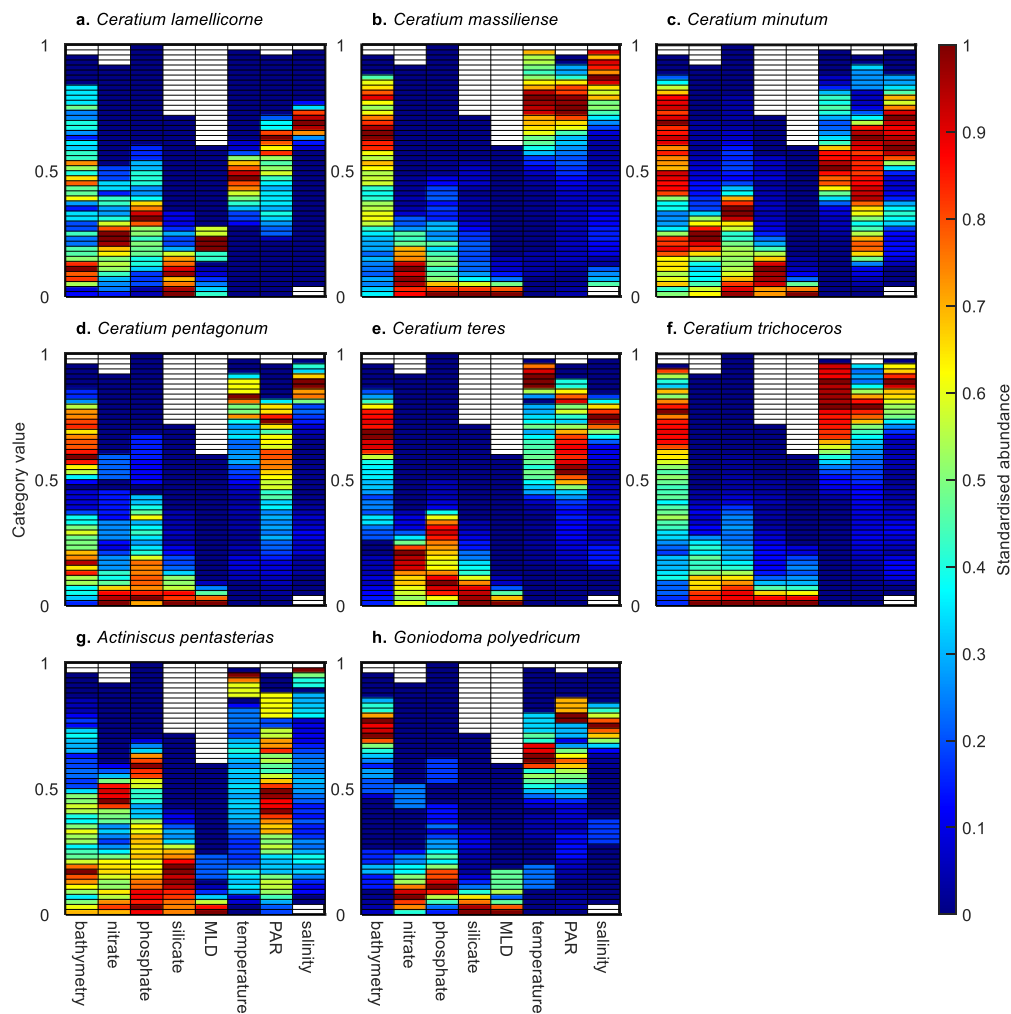 a. Ceratium lamellicorne
b. Ceratium massiliense
c. Ceratium minutum
1
0.5
0
1
0.5
0
1
0.5
0
d. Ceratium pentagonum
e. Ceratium teres
f. Ceratium trichoceros
Category value
1
0.5
0
1
0.5
0
1
0.5
0
g. Actiniscus pentasterias
h. Goniodoma polyedricum
1
0.5
0
1
0.5
0
bathymetry
nitrate
phosphate
silicate
MLD
temperature
PAR
salinity
bathymetry
nitrate
phosphate
silicate
MLD
temperature
PAR
salinity
1
0.9
0.8
0.7
0.6
0.5
0.4
0.3
0.2
0.1
0
Standardised abundance